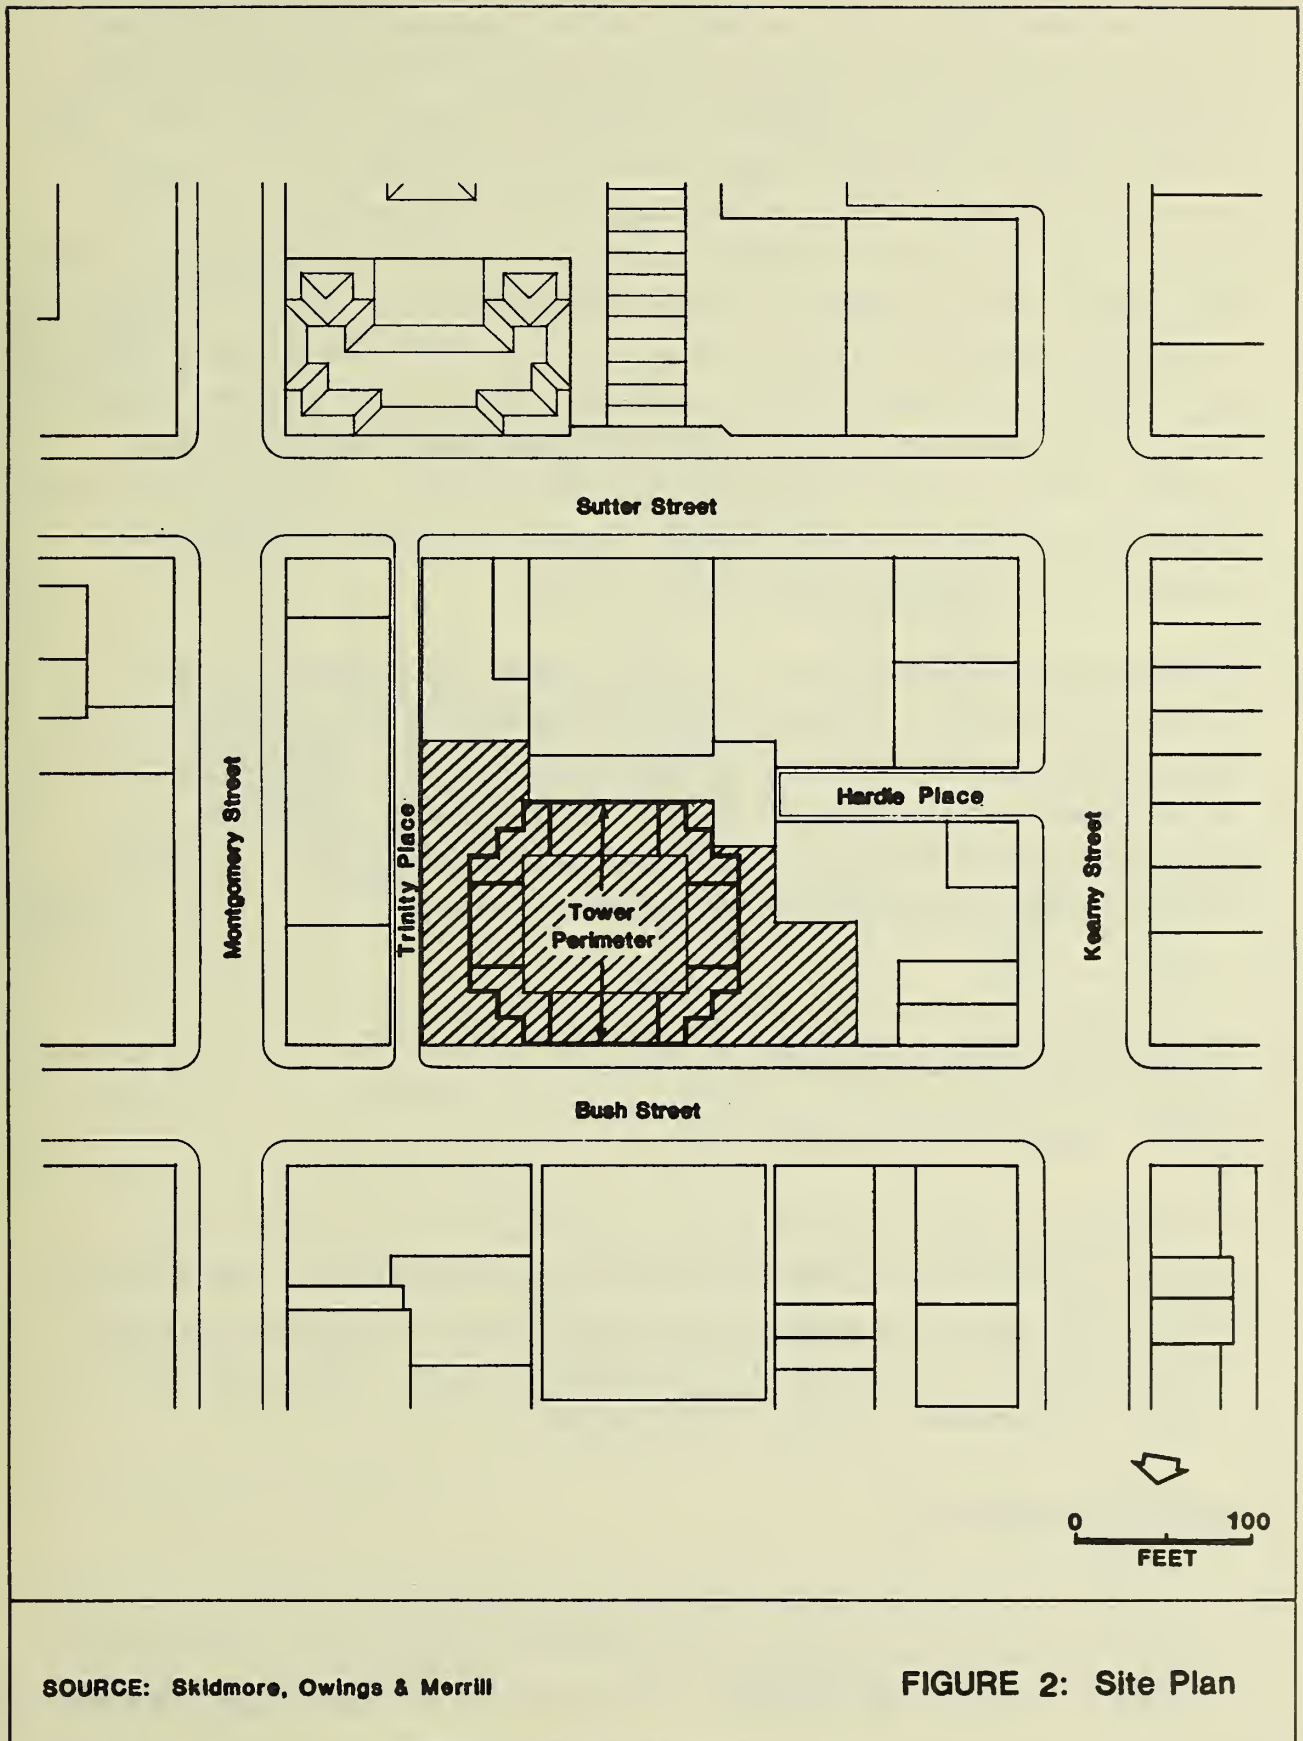 Sutter Street
Montgomery Street
Trinity Place
Hardie Place
Kearny Street
Tower
Perimeter
Bush Street
0 100
FEET
SOURCE: Skidmore, Owings & Merrill
FIGURE 2: Site Plan